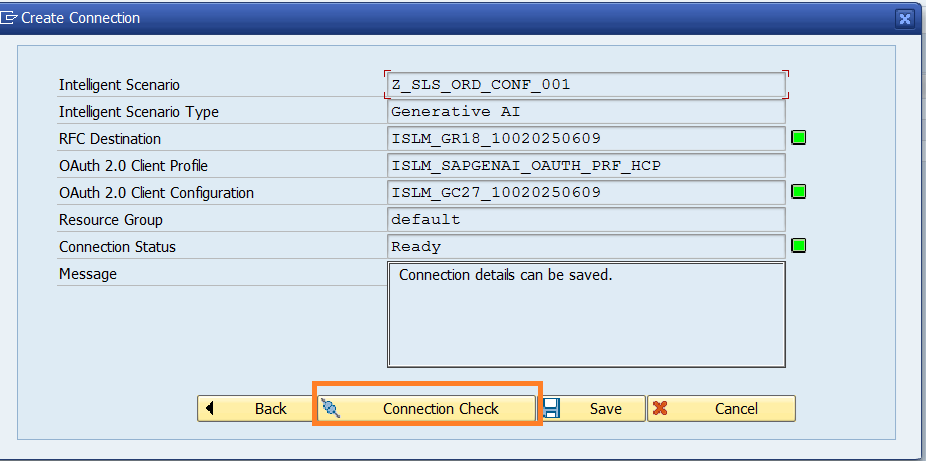 Create Connection
Intelligent Scenario Z_SLS_ORD_CONF_001
Intelligent Scenario Type Generative AI
RFC Destination ISLM_GR18_10020250609
OAuth 2.0 Client Profile ISLM_SAPGENAI_OAUTH_PRF_HCP
OAuth 2.0 Client Configuration ISLM_GC27_10020250609
Resource Group default
Connection Status Ready
Message Connection details can be saved.
Back Connection Check Save Cancel